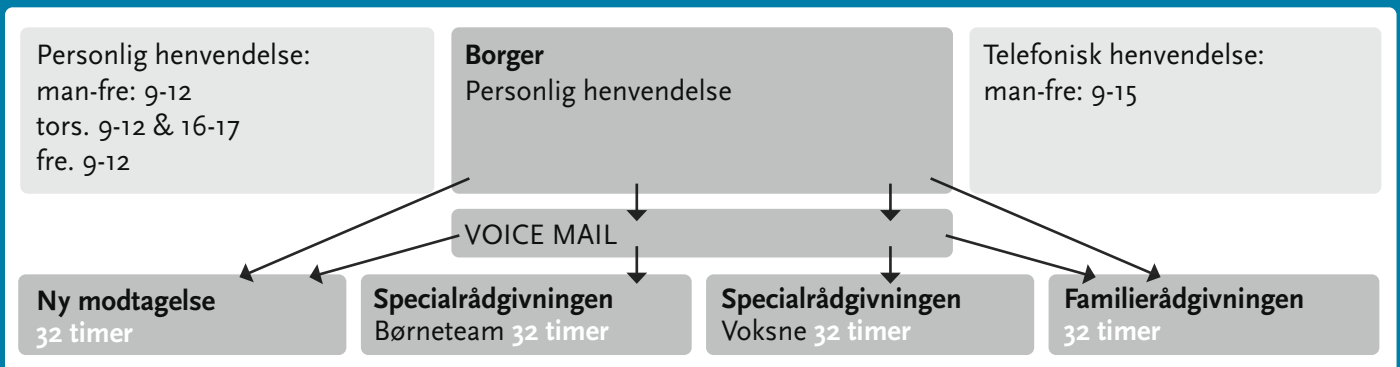 Personlig henvendelse:
man-fre: 9-12
tors. 9-12 & 16-17
fre. 9-12
Borger
Personlig henvendelse
Telefonisk henvendelse:
man-fre: 9-15
VOICE MAIL
Ny modtagelse
32 timer
Specialrådgivningen
Børneteam 32 timer
Specialrådgivningen
Voksne 32 timer
Familierådgivningen
32 timer